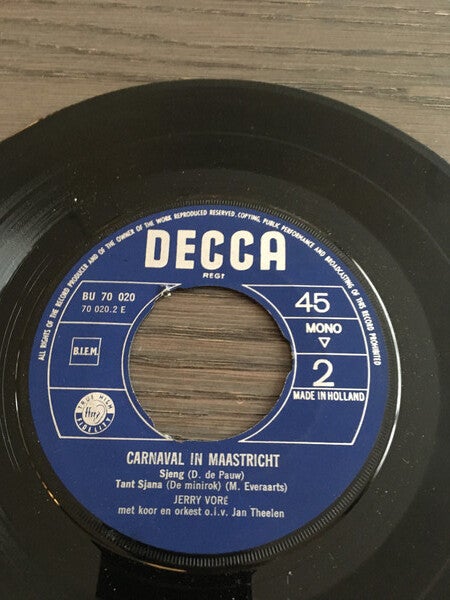 ALL RIGHTS OF THE RECORD PRODUCER AND OF THE OWNER OF THE WORK REPRODUCED RESERVED. COPYING, PUBLIC PERFORMANCE AND BROADCASTING OF THIS RECORD PROHIBITED
DECCA
REGT
BU 70 020
70 020.2 E
45
MONO
B.I.E.M.
2
MADE IN HOLLAND
TRUE HIGH
FIDELITY
CARNAVAL IN MAASTRICHT
Sjeng (D. de Pauw)
Tant Sjana (De minirok) (M. Everaarts)
JERRY VORÉ
met koor en orkest o.l.v. Jan Theelen